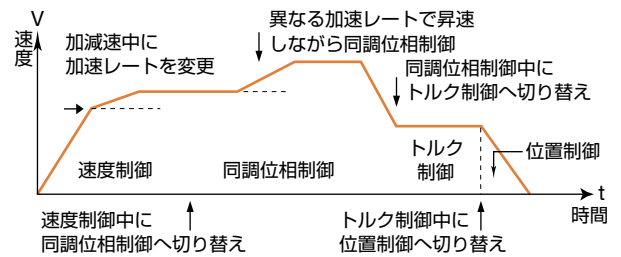 V
速度
加減速中に
加速レートを変更
異なる加速レートで昇速
しながら同調位相制御
同調位相制御中に
トルク制御へ切り替え
速度制御
同調位相制御
トルク
制御
位置制御
t
時間
速度制御中に
同調位相制御へ切り替え
トルク制御中に
位置制御へ切り替え